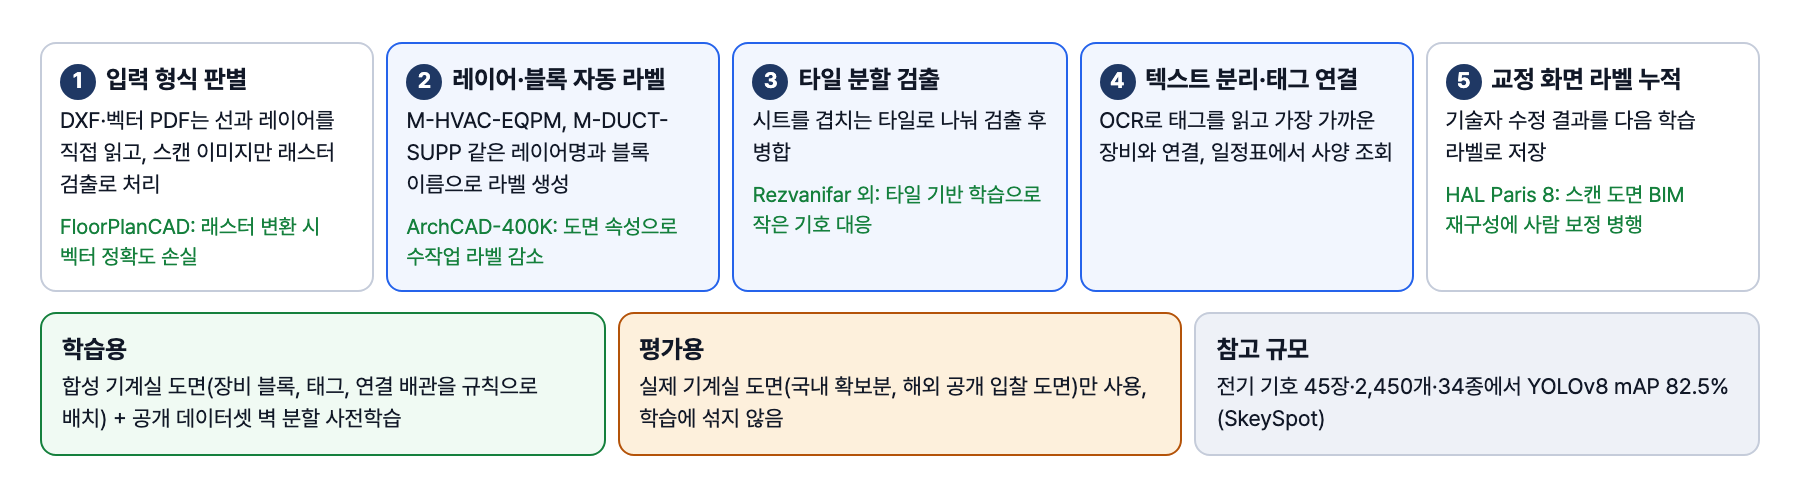 1 입력 형식 판별
DXF·벡터 PDF는 선과 레이어를
직접 읽고, 스캔 이미지만 래스터
검출로 처리
FloorPlanCAD: 래스터 변환 시
벡터 정확도 손실
2 레이어·블록 자동 라벨
M-HVAC-EQPM, M-DUCT-
SUPP 같은 레이어명과 블록
이름으로 라벨 생성
ArchCAD-400K: 도면 속성으로
수작업 라벨 감소
3 타일 분할 검출
시트를 겹치는 타일로 나눠 검출 후
병합
Rezvanifar 외: 타일 기반 학습으로
작은 기호 대응
4 텍스트 분리·태그 연결
OCR로 태그를 읽고 가장 가까운
장비와 연결, 일정표에서 사양 조회
5 교정 화면 라벨 누적
기술자 수정 결과를 다음 학습
라벨로 저장
HAL Paris 8: 스캔 도면 BIM
재구성에 사람 보정 병행
학습용
합성 기계실 도면(장비 블록, 태그, 연결 배관을 규칙으로
배치) + 공개 데이터셋 벽 분할 사전학습
평가용
실제 기계실 도면(국내 확보분, 해외 공개 입찰 도면)만 사용,
학습에 섞지 않음
참고 규모
전기 기호 45장·2,450개·34종에서 YOLOv8 mAP 82.5%
(SkeySpot)